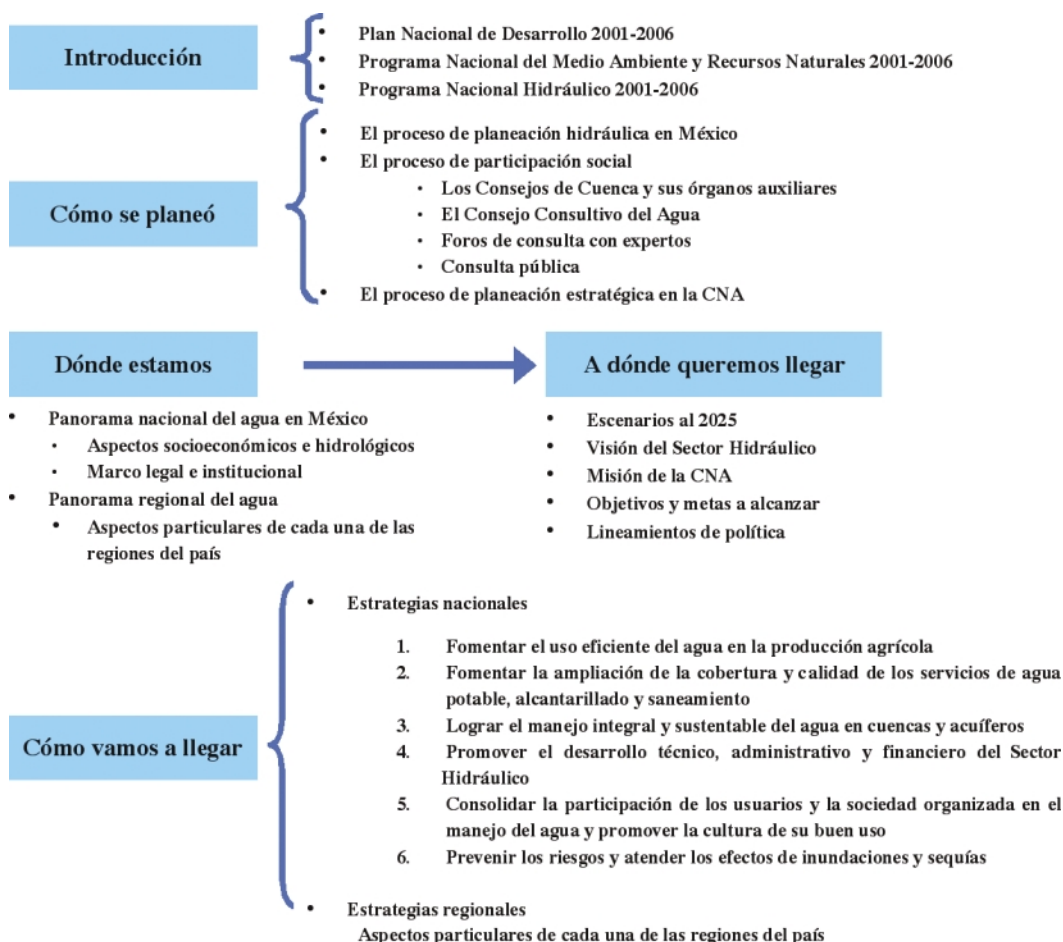 Introducción
• Plan Nacional de Desarrollo 2001-2006
• Programa Nacional del Medio Ambiente y Recursos Naturales 2001-2006
• Programa Nacional Hidráulico 2001-2006
Cómo se planeó
• El proceso de planeación hidráulica en México
• El proceso de participación social
• Los Consejos de Cuenca y sus órganos auxiliares
• El Consejo Consultivo del Agua
• Foros de consulta con expertos
• Consulta pública
• El proceso de planeación estratégica en la CNA
Dónde estamos
• Panorama nacional del agua en México
• Aspectos socioeconómicos e hidrológicos
• Marco legal e institucional
• Panorama regional del agua
• Aspectos particulares de cada una de las
regiones del país
A dónde queremos llegar
• Escenarios al 2025
• Visión del Sector Hidráulico
• Misión de la CNA
• Objetivos y metas a alcanzar
• Lineamientos de política
Cómo vamos a llegar
• Estrategias nacionales
1. Fomentar el uso eficiente del agua en la producción agrícola
2. Fomentar la ampliación de la cobertura y calidad de los servicios de agua
potable, alcantarillado y saneamiento
3. Lograr el manejo integral y sustentable del agua en cuencas y acuíferos
4. Promover el desarrollo técnico, administrativo y financiero del Sector
Hidráulico
5. Consolidar la participación de los usuarios y la sociedad organizada en el
manejo del agua y promover la cultura de su buen uso
6. Prevenir los riesgos y atender los efectos de inundaciones y sequías
• Estrategias regionales
Aspectos particulares de cada una de las regiones del país